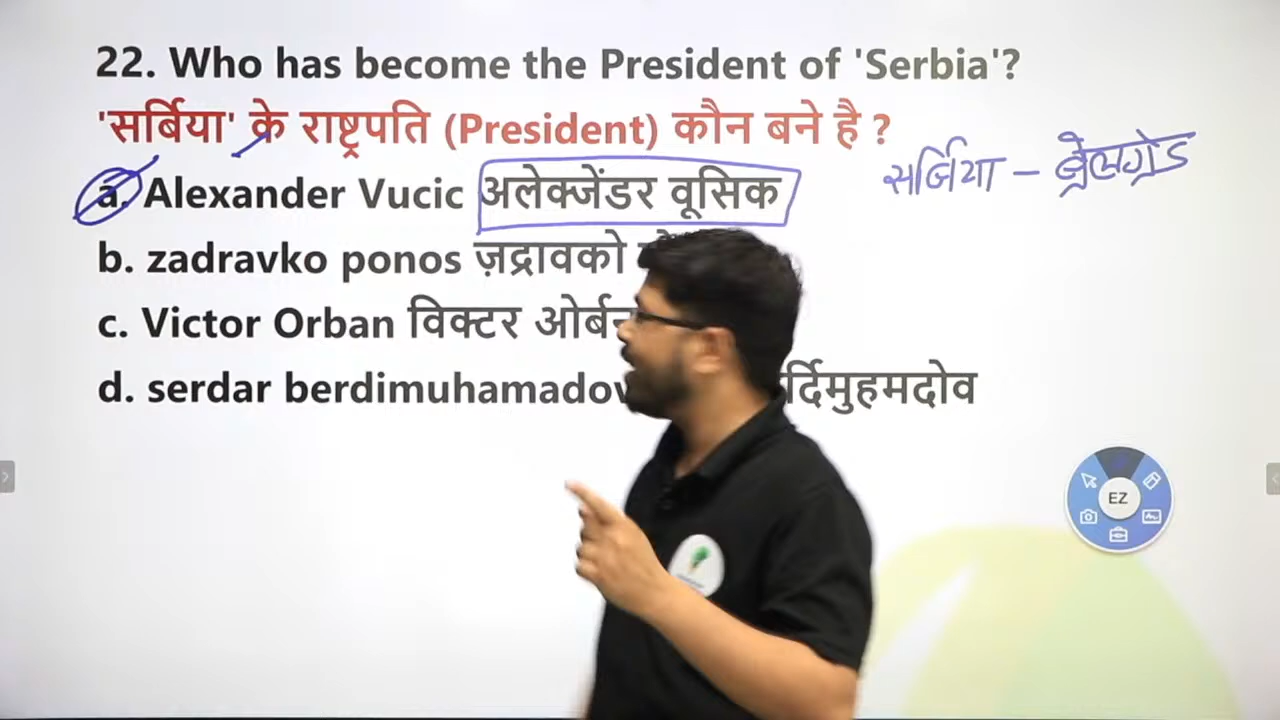 22. Who has become the President of 'Serbia'?
'सर्बिया' के राष्ट्रपति (President) कौन बने है ?
सर्बिया – बेलग्रेड
a. Alexander Vucic अलेक्जेंडर वूसिक
b. zadravko ponos ज़द्रावको
c. Victor Orban विक्टर ओर्बन
d. serdar berdimuhamadov र्दिमुहमदोव
EZ